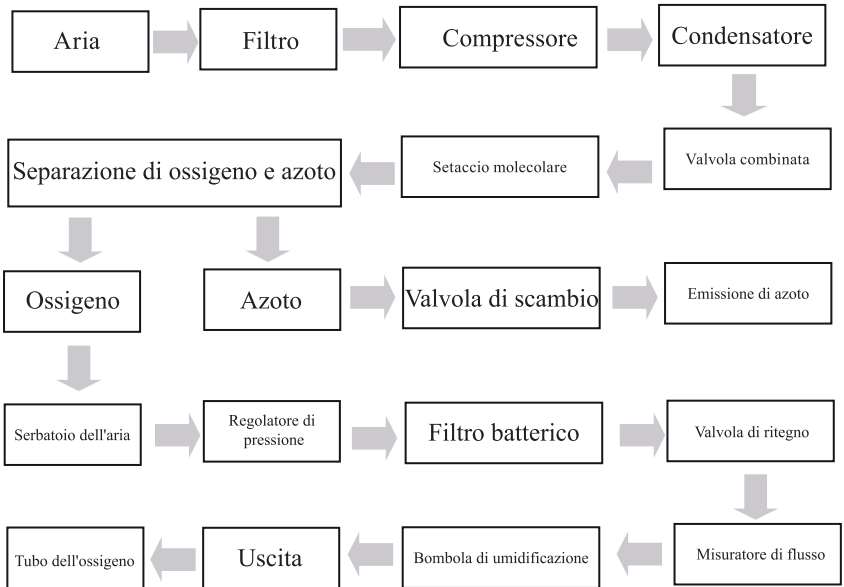 Aria
Filtro
Compressore
Condensatore
Valvola combinata
Setaccio molecolare
Separazione di ossigeno e azoto
Ossigeno
Azoto
Valvola di scambio
Emissione di azoto
Serbatoio dell'aria
Regolatore di
pressione
Filtro batterico
Valvola di ritegno
Misuratore di flusso
Bombola di umidificazione
Uscita
Tubo dell'ossigeno